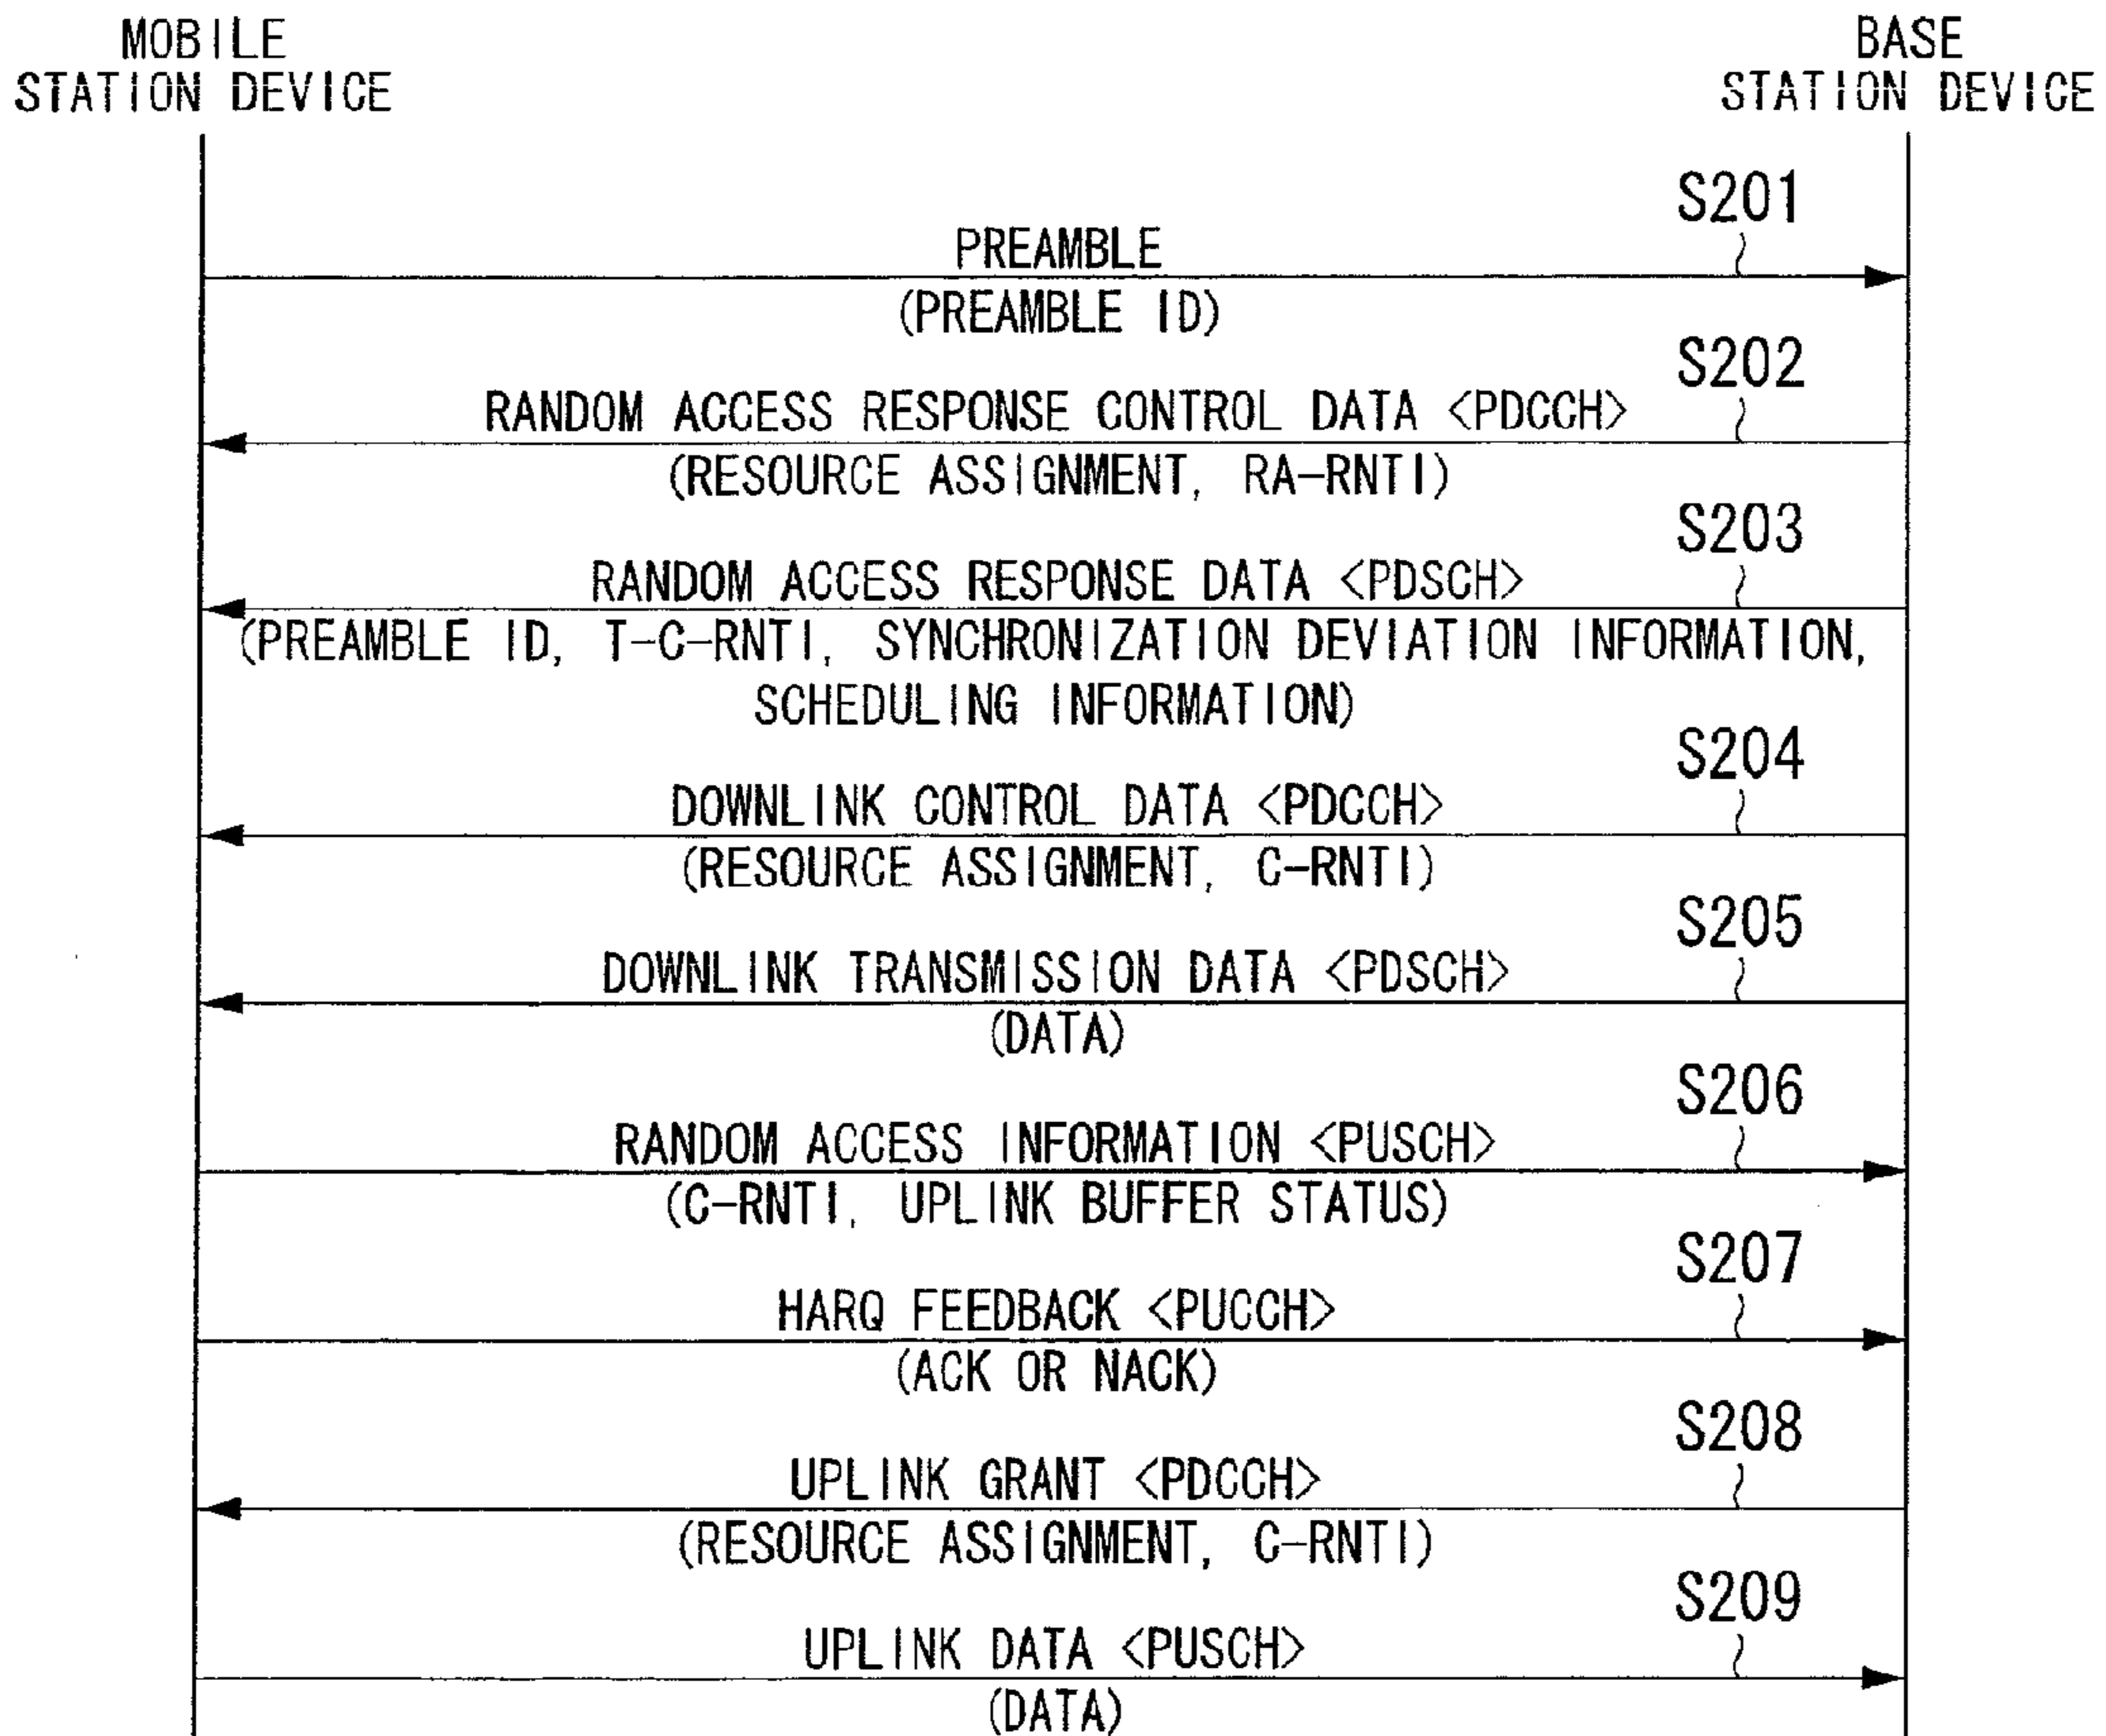 MOBILE
STATION DEVICE
BASE
STATION DEVICE
S201
PREAMBLE
(PREAMBLE ID)
S202
RANDOM ACCESS RESPONSE CONTROL DATA <PDCCH>
(RESOURCE ASSIGNMENT, RA-RNTI)
S203
RANDOM ACCESS RESPONSE DATA <PDSCH>
(PREAMBLE ID, T-C-RNTI, SYNCHRONIZATION DEVIATION INFORMATION,
SCHEDULING INFORMATION)
S204
DOWNLINK CONTROL DATA <PDCCH>
(RESOURCE ASSIGNMENT, C-RNTI)
S205
DOWNLINK TRANSMISSION DATA <PDSCH>
(DATA)
S206
RANDOM ACCESS INFORMATION <PUSCH>
(C-RNTI, UPLINK BUFFER STATUS)
S207
HARQ FEEDBACK <PUCCH>
(ACK OR NACK)
S208
UPLINK GRANT <PDCCH>
(RESOURCE ASSIGNMENT, C-RNTI)
S209
UPLINK DATA <PUSCH>
(DATA)